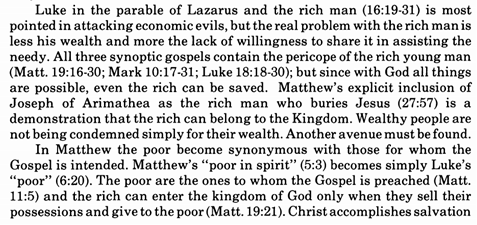 Luke in the parable of Lazarus and the rich man (16:19-31) is most
pointed in attacking economic evils, but the real problem with the rich man is
less his wealth and more the lack of willingness to share it in assisting the
needy. All three synoptic gospels contain the pericope of the rich young man
(Matt. 19:16-30; Mark 10:17-31; Luke 18:18-30); but since with God all things
are possible, even the rich can be saved. Matthew's explicit inclusion of
Joseph of Arimathea as the rich man who buries Jesus (27:57) is a
demonstration that the rich can belong to the Kingdom. Wealthy people are
not being condemned simply for their wealth. Another avenue must be found.
In Matthew the poor become synonymous with those for whom the
Gospel is intended. Matthew's "poor in spirit" (5:3) becomes simply Luke's
"poor" (6:20). The poor are the ones to whom the Gospel is preached (Matt.
11:5) and the rich can enter the kingdom of God only when they sell their
possessions and give to the poor (Matt. 19:21). Christ accomplishes salvation